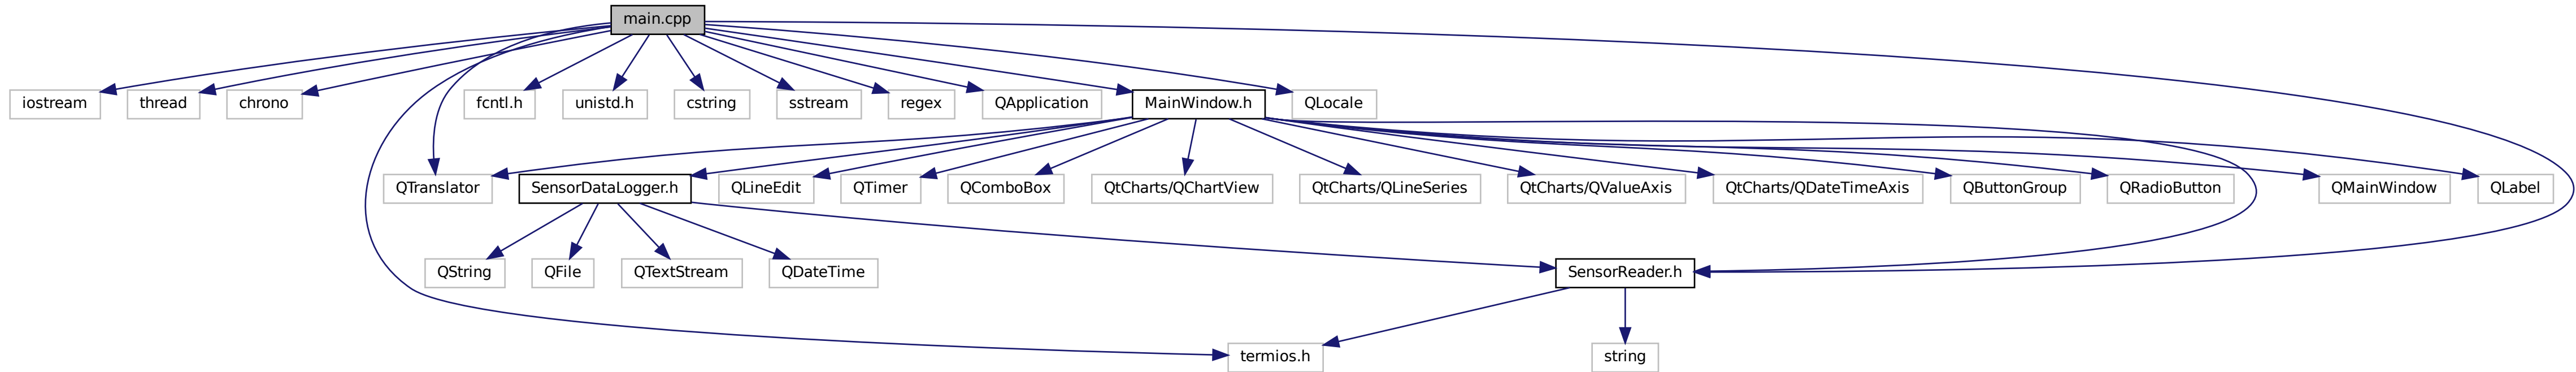 main.cpp
iostream
thread
chrono
fcntl.h
unistd.h
cstring
sstream
regex
QApplication
MainWindow.h
QLocale
QTranslator
SensorDataLogger.h
QLineEdit
QTimer
QComboBox
QtCharts/QChartView
QtCharts/QLineSeries
QtCharts/QValueAxis
QtCharts/QDateTimeAxis
QButtonGroup
QRadioButton
QMainWindow
QLabel
QString
QFile
QTextStream
QDateTime
SensorReader.h
termios.h
string